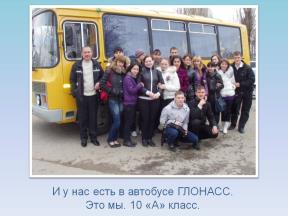 И у нас есть в автобусе ГЛОНАСС.
Это мы. 10 «А» класс.